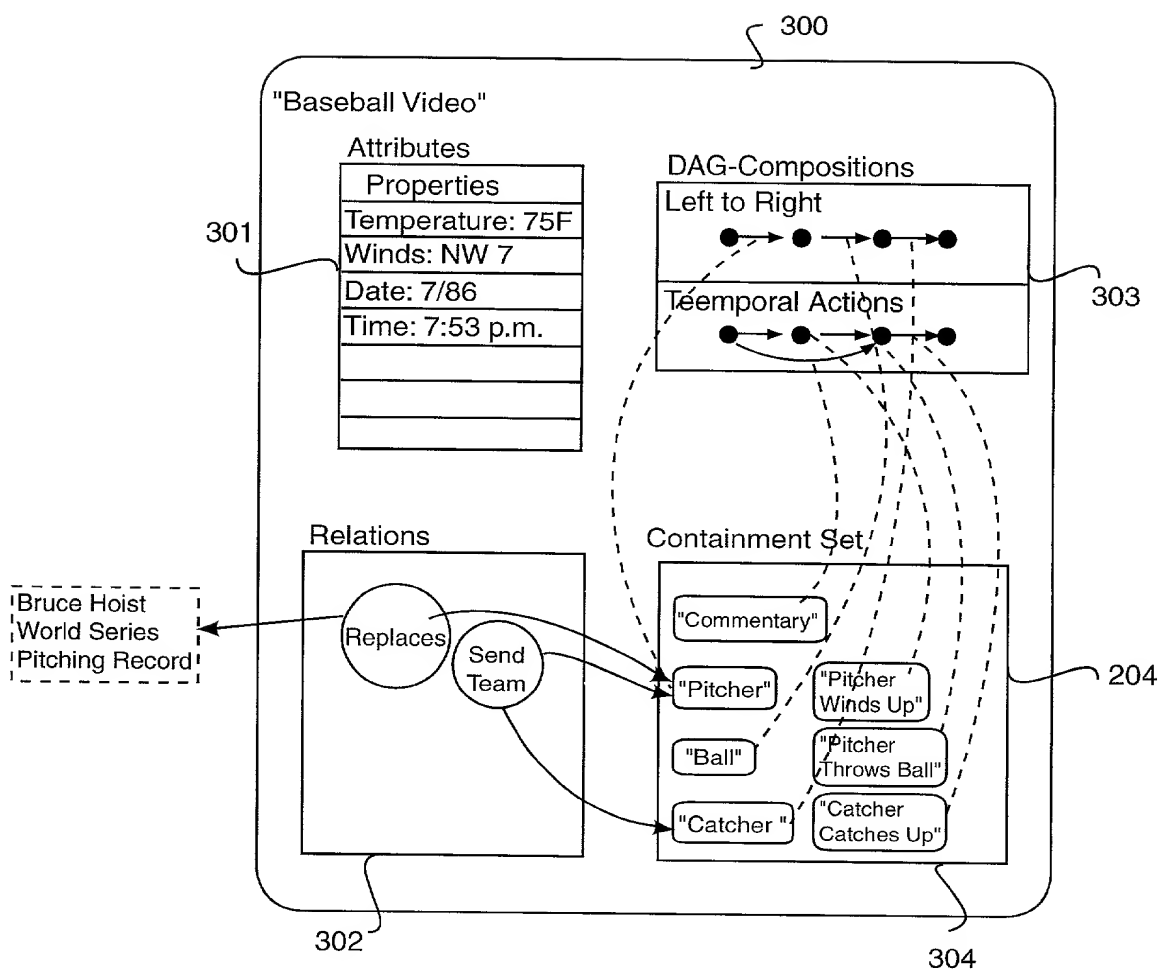 300
"Baseball Video"
Attributes
Properties
Temperature: 75F
Winds: NW 7
Date: 7/86
Time: 7:53 p.m.
301
DAG-Compositions
Left to Right
Teemporal Actions
303
Relations
Replaces
Send
Team
Bruce Hoist
World Series
Pitching Record
302
Containment Set
"Commentary"
"Pitcher"
"Ball"
"Catcher "
"Pitcher
Winds Up"
"Pitcher
Throws Ball"
"Catcher
Catches Up"
204
304